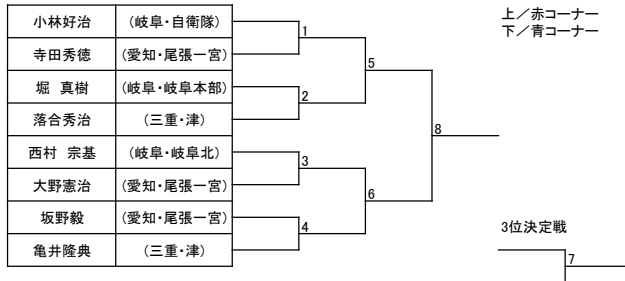 小林好治 (岐阜・自衛隊)
寺田秀徳 (愛知・尾張一宮)
堀 真樹 (岐阜・岐阜本部)
落合秀治 (三重・津)
西村 宗基 (岐阜・岐阜北)
大野憲治 (愛知・尾張一宮)
坂野毅 (愛知・尾張一宮)
亀井隆典 (三重・津)
1
2
3
4
5
6
8
上／赤コーナー
下／青コーナー
3位決定戦
7